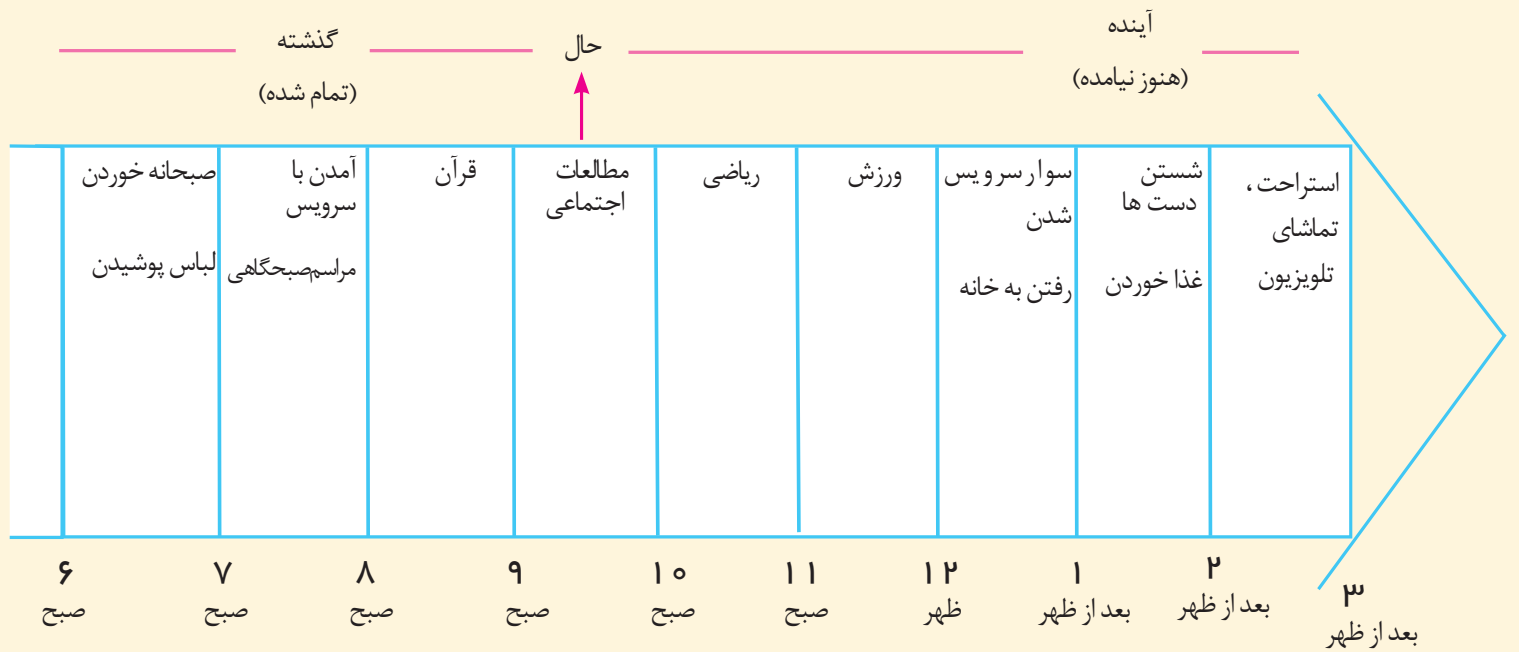 گذشته
(تمام شده)
حال
آینده
(هنوز نیامده)
صبحانه خوردن
لباس پوشیدن
آمدن با
سرویس
مراسم صبحگاهی
قرآن
مطالعات
اجتماعی
ریاضی
ورزش
سوار سرویس
شدن
رفتن به خانه
شستن
دست ها
غذا خوردن
استراحت ،
تماشای
تلویزیون
۶
صبح
۷
صبح
۸
صبح
۹
صبح
۱۰
صبح
۱۱
صبح
۱۲
ظهر
۱
بعد از ظهر
۲
بعد از ظهر
۳
بعد از ظهر